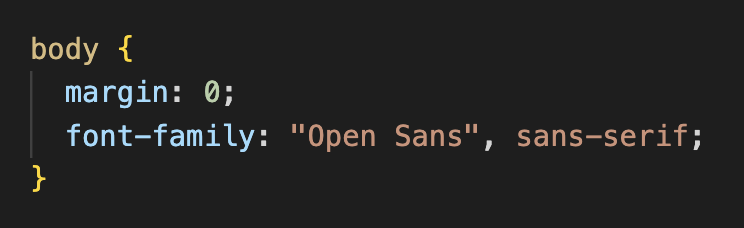 body {
  margin: 0;
  font-family: "Open Sans", sans-serif;
}